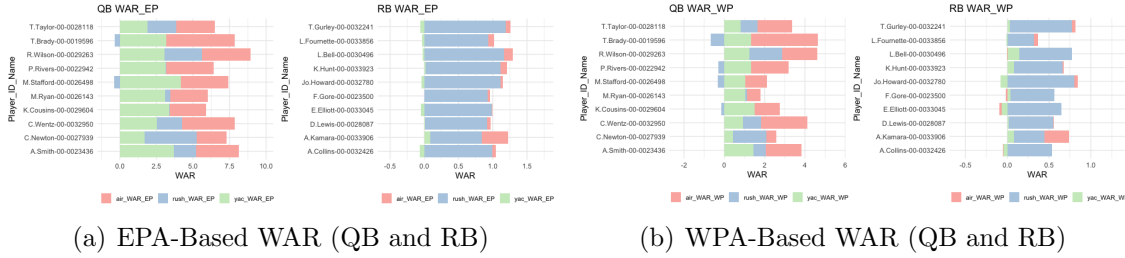 QB WAR_EP
Player_ID_Name
T.Taylor-00-0028118
T.Brady-00-0019596
R.Wilson-00-0029263
P.Rivers-00-0022942
M.Stafford-00-0026498
M.Ryan-00-0026143
K.Cousins-00-0029604
C.Wentz-00-0032950
C.Newton-00-0027939
A.Smith-00-0023436
0.0 2.5 5.0 7.5 10.0
WAR
air_WAR_EP rush_WAR_EP yac_WAR_EP
RB WAR_EP
Player_ID_Name
T.Gurley-00-0032241
L.Fournette-00-0033856
L.Bell-00-0030496
K.Hunt-00-0033923
Jo.Howard-00-0032780
F.Gore-00-0023500
E.Elliott-00-0033045
D.Lewis-00-0028087
A.Kamara-00-0033906
A.Collins-00-0032426
0.0 0.5 1.0 1.5
WAR
air_WAR_EP rush_WAR_EP yac_WAR_EP
(a) EPA-Based WAR (QB and RB)
QB WAR_WP
Player_ID_Name
T.Taylor-00-0028118
T.Brady-00-0019596
R.Wilson-00-0029263
P.Rivers-00-0022942
M.Stafford-00-0026498
M.Ryan-00-0026143
K.Cousins-00-0029604
C.Wentz-00-0032950
C.Newton-00-0027939
A.Smith-00-0023436
-2 0 2 4 6
WAR
air_WAR_WP rush_WAR_WP yac_WAR_WP
RB WAR_WP
Player_ID_Name
T.Gurley-00-0032241
L.Fournette-00-0033856
L.Bell-00-0030496
K.Hunt-00-0033923
Jo.Howard-00-0032780
F.Gore-00-0023500
E.Elliott-00-0033045
D.Lewis-00-0028087
A.Kamara-00-0033906
A.Collins-00-0032426
-0.5 0.0 0.5 1.0
WAR
air_WAR_WP rush_WAR_WP yac_WAR_W
(b) WPA-Based WAR (QB and RB)